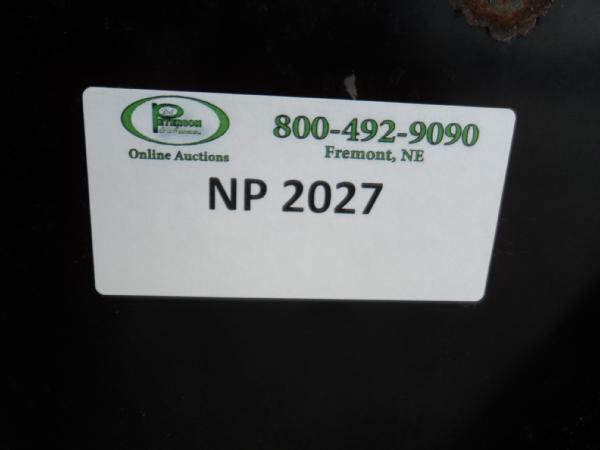 PETERSON
Online Auctions
800-492-9090
Fremont, NE
NP 2027